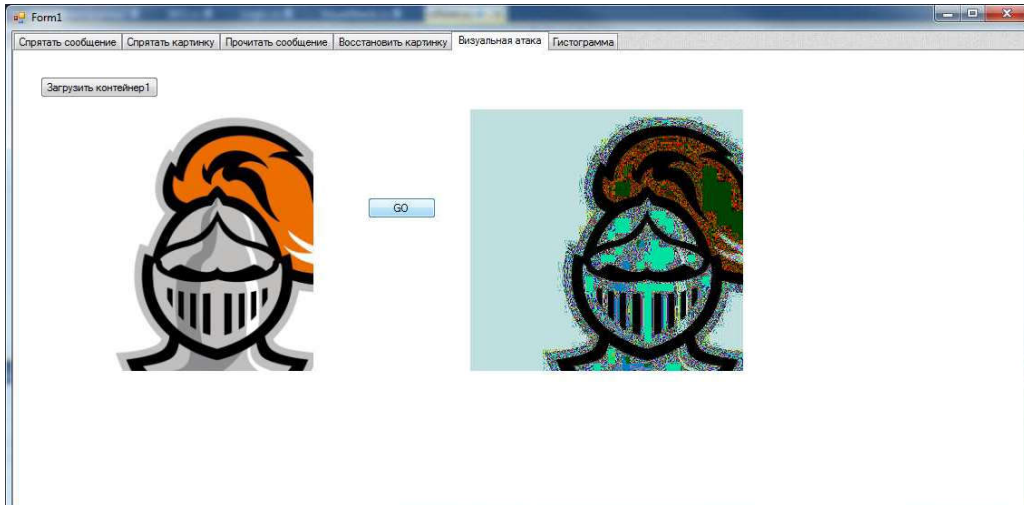 Form1
Спрятать сообщение Спрятать картинку Прочитать сообщение Восстановить картинку Визуальная атака Гистограмма
Загрузить контейнер1
GO